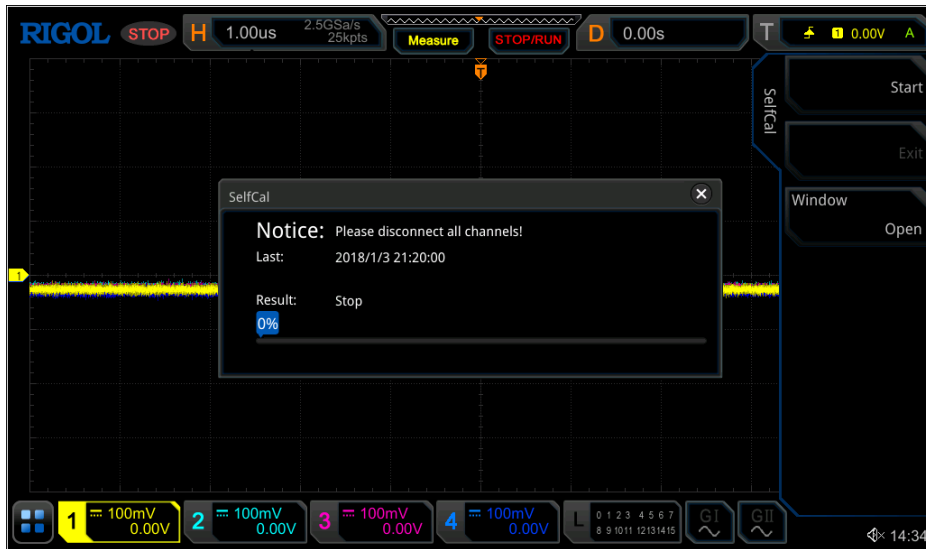 RIGOL STOP H 1.00us 2.5GSa/s 25kpts Measure STOP/RUN D 0.00s T 1 0.00V A
T
SelfCal
Start
Exit
Window
Open
SelfCal
Notice: Please disconnect all channels!
Last: 2018/1/3 21:20:00
Result: Stop
0%
1
1 100mV 0.00V
2 100mV 0.00V
3 100mV 0.00V
4 100mV 0.00V
L 0 1 2 3 4 5 6 7
8 9 10 11 12 13 14 15
GI
GII
14:34